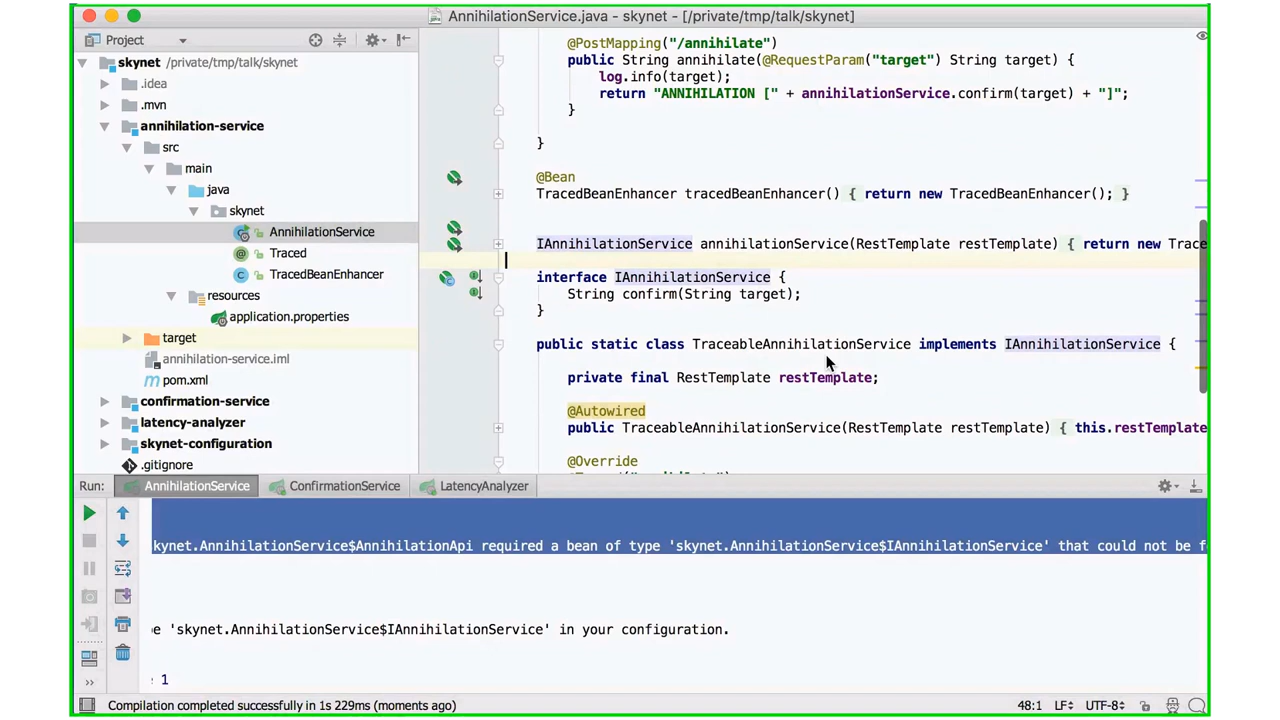 AnnihilationService.java - skynet - [/private/tmp/talk/skynet]
Project
skynet /private/tmp/talk/skynet
.idea
.mvn
annihilation-service
src
main
java
skynet
AnnihilationService
Traced
TracedBeanEnhancer
resources
application.properties
target
annihilation-service.iml
pom.xml
confirmation-service
latency-analyzer
skynet-configuration
.gitignore
@PostMapping("/annihilate")
public String annihilate(@RequestParam("target") String target) {
log.info(target);
return "ANNIHILATION [" + annihilationService.confirm(target) + "]";
}
}
@Bean
TracedBeanEnhancer tracedBeanEnhancer() { return new TracedBeanEnhancer(); }
IAnnihilationService annihilationService(RestTemplate restTemplate) { return new Trace
interface IAnnihilationService {
String confirm(String target);
}
public static class TraceableAnnihilationService implements IAnnihilationService {
private final RestTemplate restTemplate;
@Autowired
public TraceableAnnihilationService(RestTemplate restTemplate) { this.restTemplate
@Override
Run: AnnihilationService ConfirmationService LatencyAnalyzer
kynet.AnnihilationService$AnnihilationApi required a bean of type 'skynet.AnnihilationService$IAnnihilationService' that could not be f
e 'skynet.AnnihilationService$IAnnihilationService' in your configuration.
: 1
Compilation completed successfully in 1s 229ms (moments ago) 48:1 LF UTF-8